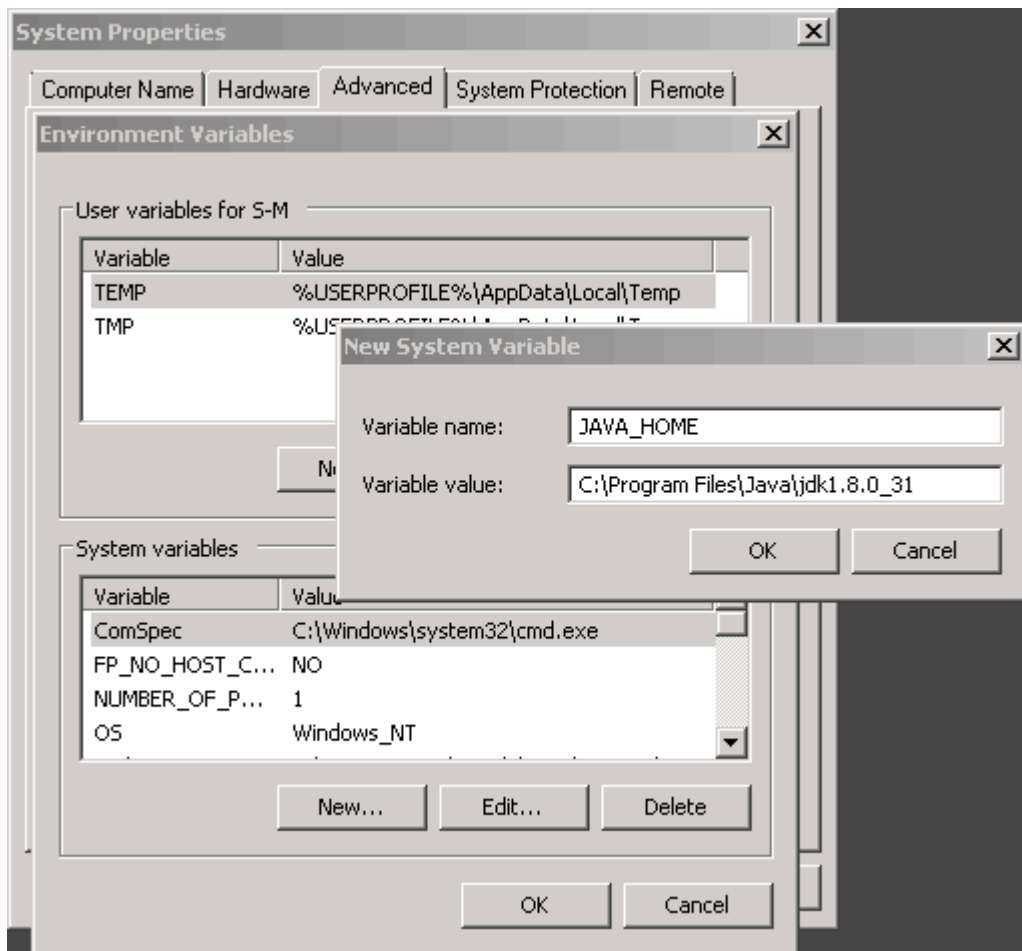 System Properties
Computer Name Hardware Advanced System Protection Remote
Environment Variables
User variables for S-M
Variable Value
TEMP %USERPROFILE%\AppData\Local\Temp
TMP
New System Variable
Variable name: JAVA_HOME
Variable value: C:\Program Files\Java\jdk1.8.0_31
OK Cancel
System variables
Variable Value
ComSpec C:\Windows\system32\cmd.exe
FP_NO_HOST_C... NO
NUMBER_OF_P... 1
OS Windows_NT
New... Edit... Delete
OK Cancel